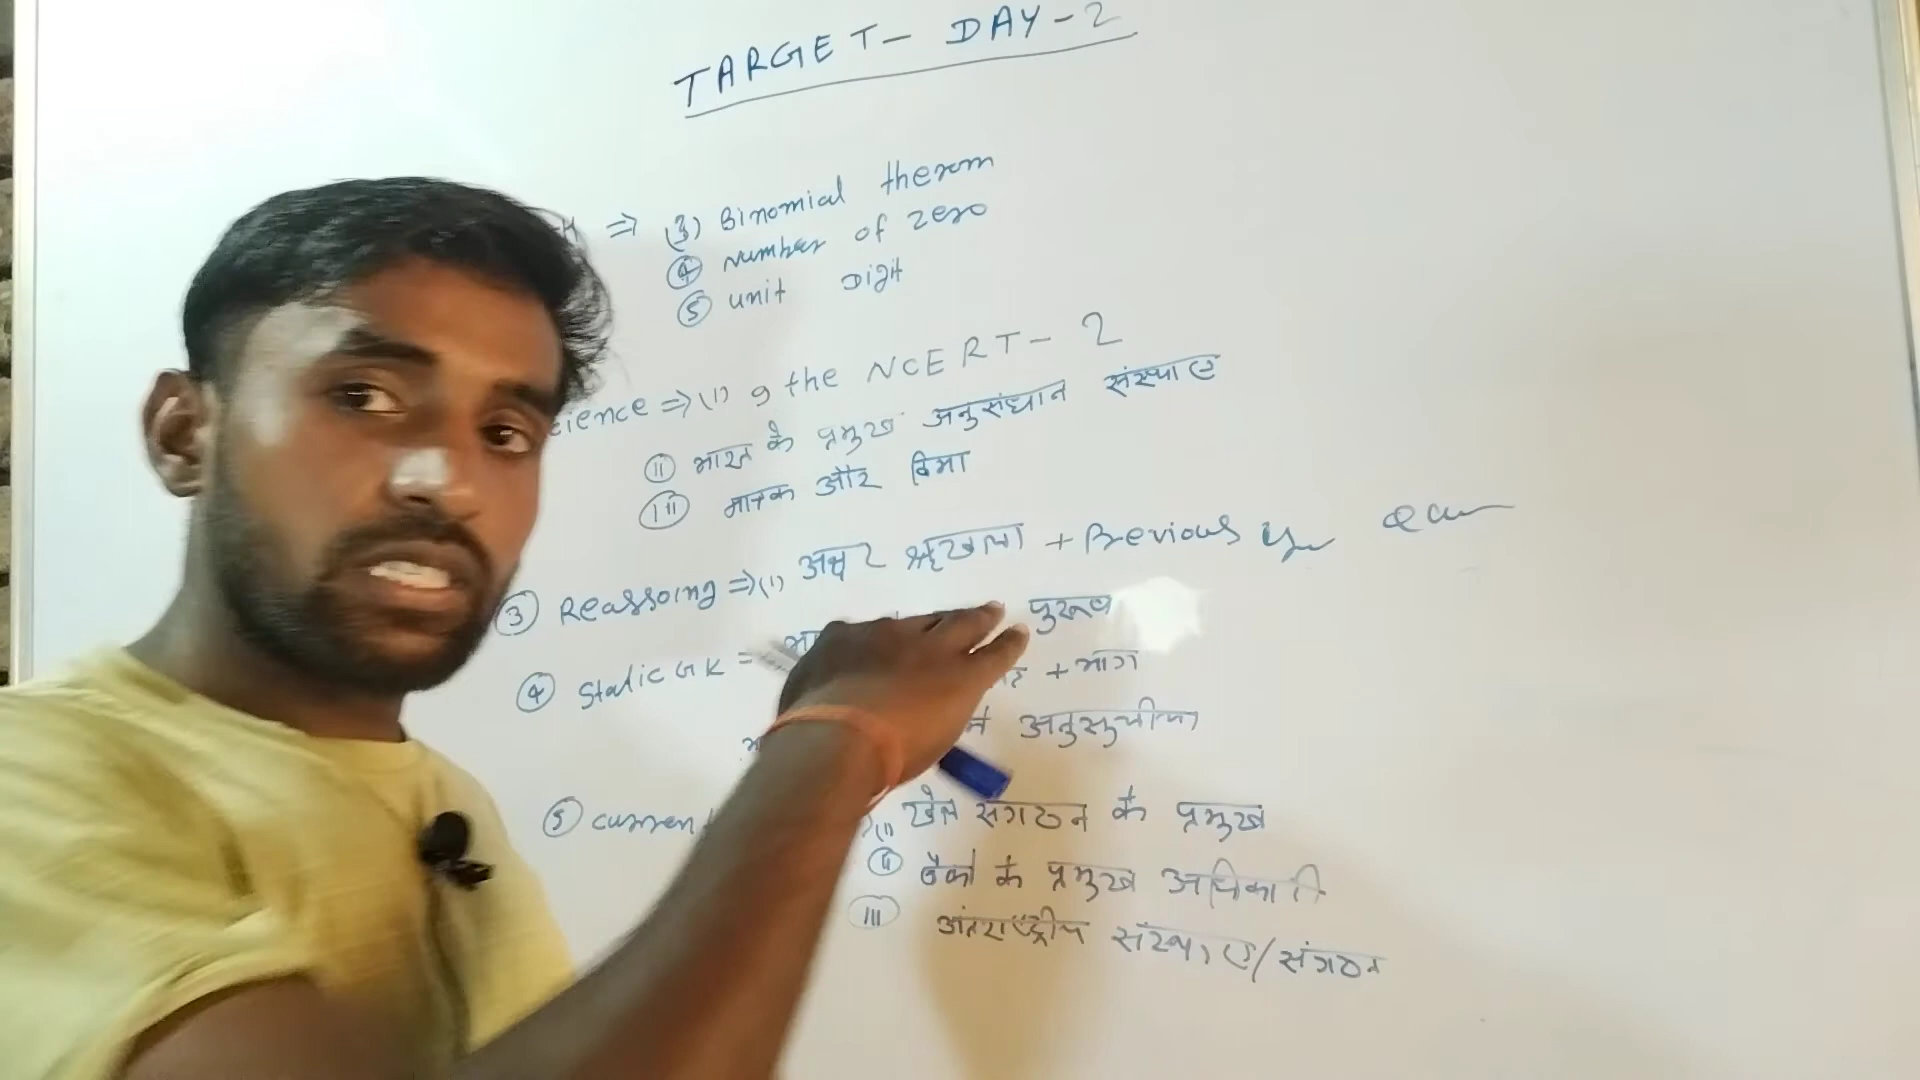 TARGET - DAY - 2
⇒ (3) Binomial therom
④ number of zero
⑤ unit Digit
cience ⇒ (1) 9 the NCERT - 2
(II) भारत के प्रमुख अनुसंधान संस्थाए
(III) मात्रक और विमा
③ Reassoing ⇒ (1) अक्षर श्रृंखला + Previous
④ Static GK = पुरूष
+ भाग
अनुसुचीया
⑤ curren (1) खेल संगठन के प्रमुख
(II) बैंको के प्रमुख अधिकारी
(III) अंतराष्ट्रीय संस्थाए/संगठन